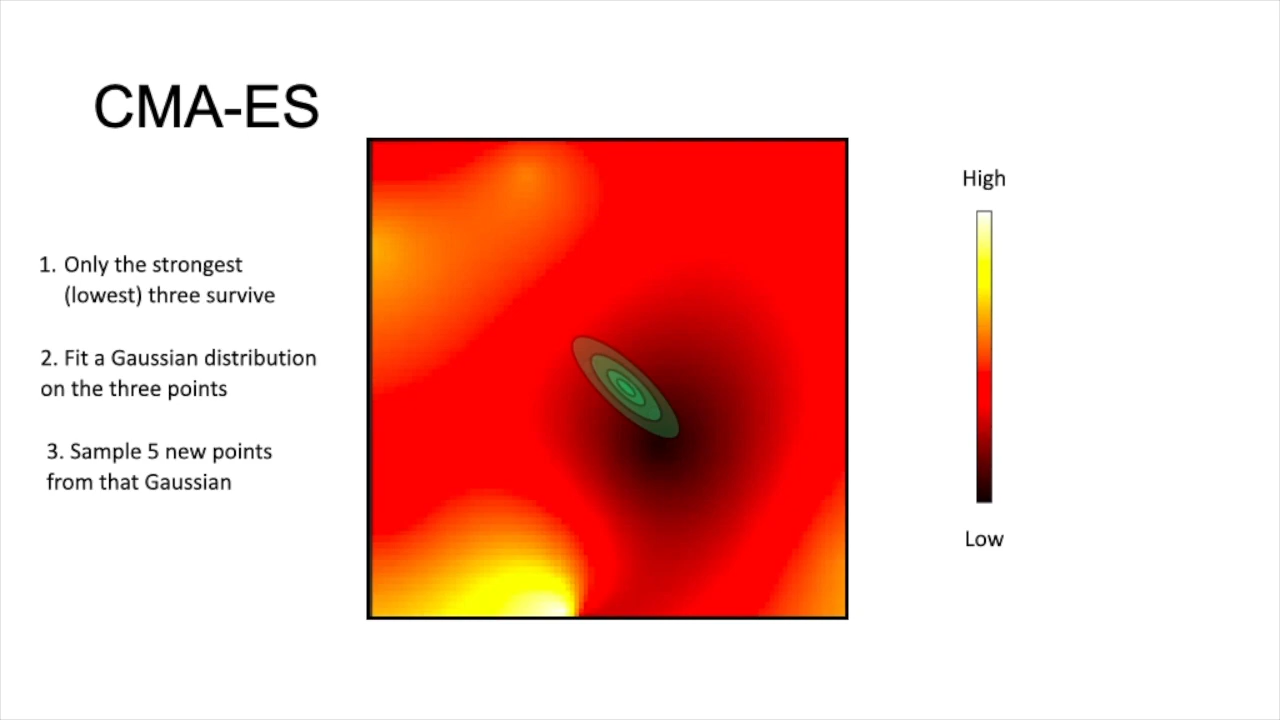 CMA-ES
1. Only the strongest
(lowest) three survive
2. Fit a Gaussian distribution
on the three points
3. Sample 5 new points
from that Gaussian
High
Low